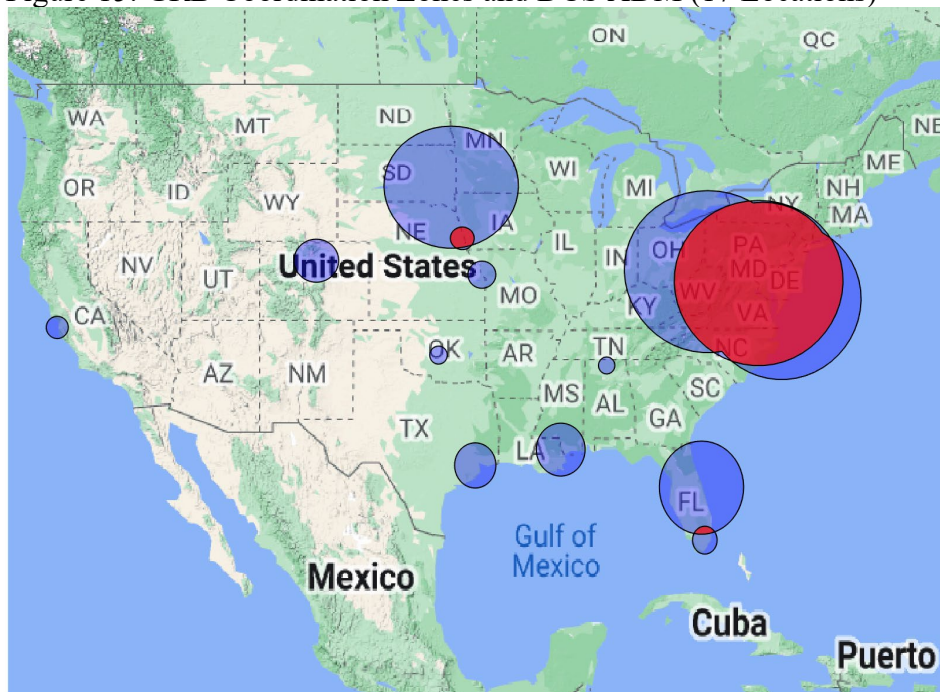 ON
QC
WA
MT
ND
MN
NE
OR
ID
SD
WI
MI
ME
NH
WY
NY
MA
NE
IA
NV
UT
United States
IL
IN
OH
PA
MD
DE
CA
MO
KY
WV
VA
OK
AR
TN
NC
AZ
NM
MS
AL
SC
GA
TX
LA
FL
Gulf of
Mexico
Mexico
Cuba
Puerto